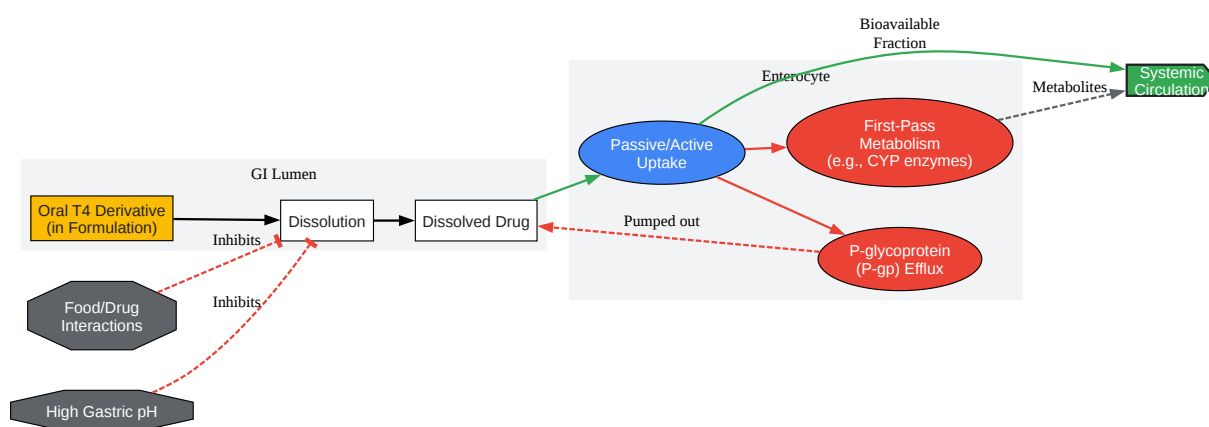 Bioavailable
Fraction
Enterocyte
Systemic
Circulation
Metabolites
First-Pass
Metabolism
(e.g., CYP enzymes)
Passive/Active
Uptake
GI Lumen
Oral T4 Derivative
(in Formulation)
Dissolution
Dissolved Drug
Pumped out
P-glycoprotein
(P-gp) Efflux
Inhibits
Food/Drug
Interactions
Inhibits
High Gastric pH